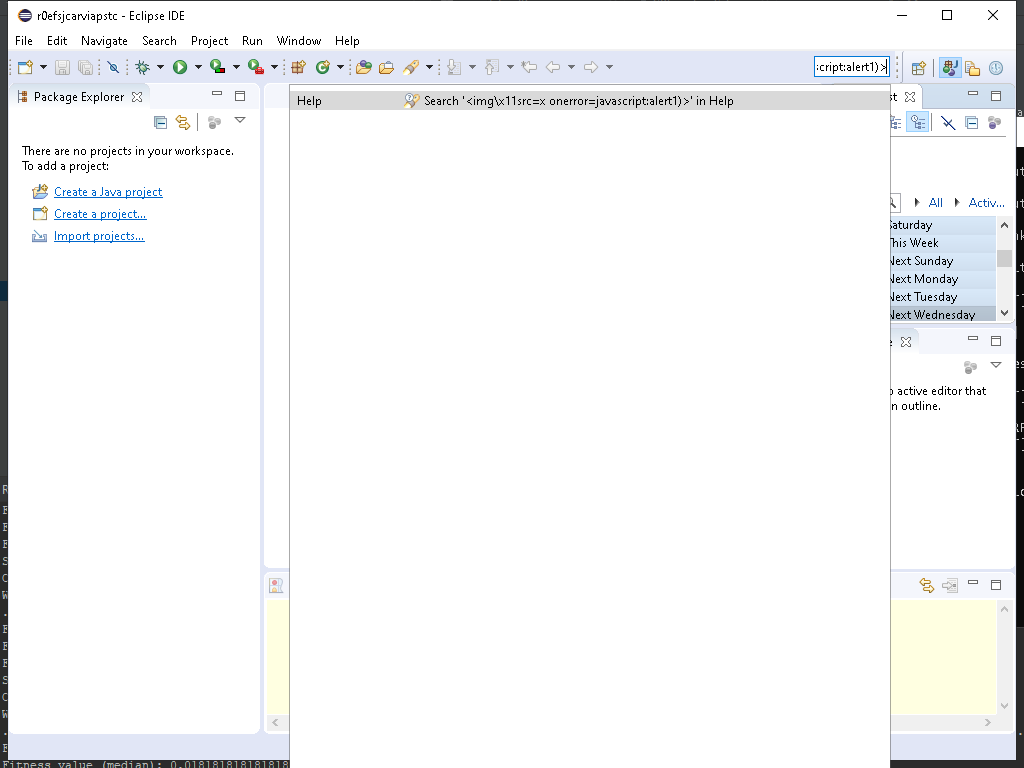 r0efsjcarviapstc - Eclipse IDE
File Edit Navigate Search Project Run Window Help
:cript:alert1)>
Package Explorer
Help Search '<img\x11src=x onerror=javascript:alert1)>' in Help
There are no projects in your workspace.
To add a project:
Create a Java project
Create a project...
Import projects...
All Activ...
Saturday
This Week
Next Sunday
Next Monday
Next Tuesday
Next Wednesday
active editor that
outline.
Fitness value (median): 0.0181818181818